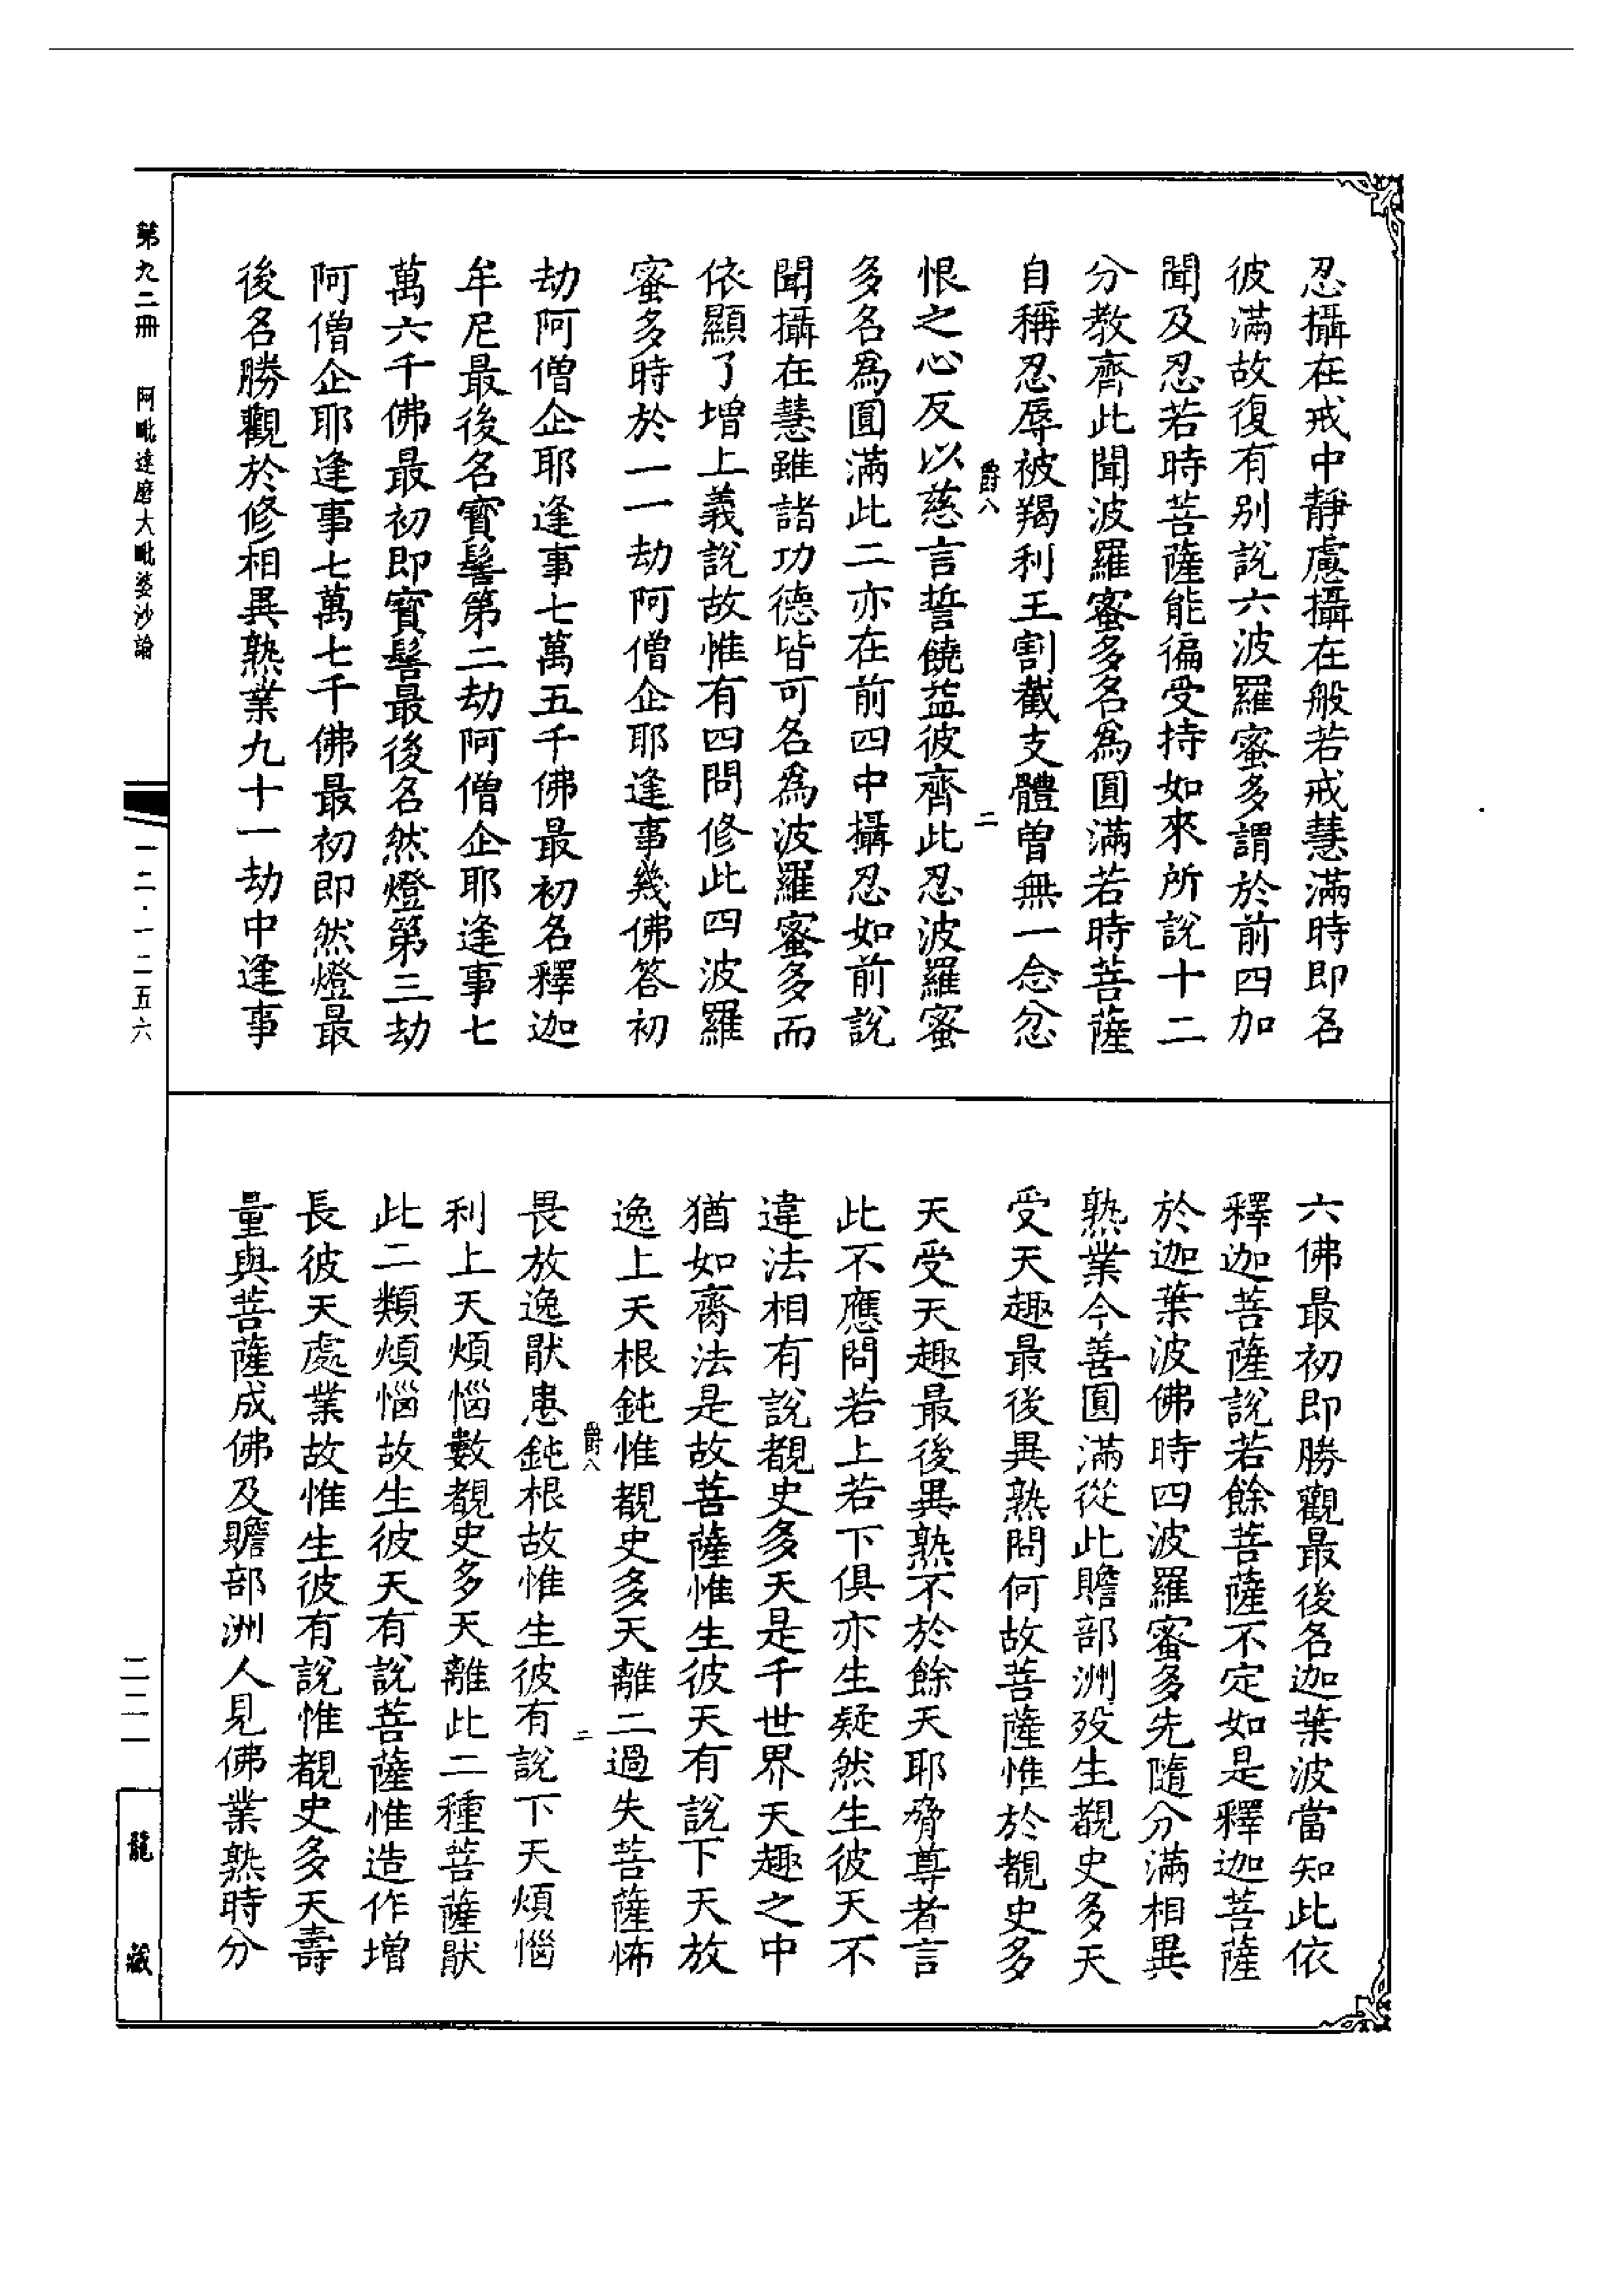 忍攝在戒中靜慮攝在般若戒慧滿時即名
彼滿故復有別說六波羅蜜多謂於前四加
聞及忍若時菩薩能徧受持如來所說十二
分教齊此聞波羅蜜多名爲圓滿若時菩薩
自稱忍辱被羯利王割截支體曾無一念忿
爵八 二
恨之心反以慈言誓饒益彼齊此忍波羅蜜
多名爲圓滿此二亦在前四中攝忍如前說
聞攝在慧雖諸功德皆可名爲波羅蜜多而
依顯了增上義說故惟有四問修此四波羅
蜜多時於一一劫阿僧企耶逢事幾佛答初
劫阿僧企耶逢事七萬五千佛最初名釋迦
牟尼最後名寶髻第二劫阿僧企耶逢事七
萬六千佛最初即寶髻最後名然燈第三劫
阿僧企耶逢事七萬七千佛最初即然燈最
後名勝觀於修相異熟業九十一劫中逢事
六佛最初即勝觀最後名迦葉波當知此依
釋迦菩薩說若餘菩薩不定如是釋迦菩薩
於迦葉波佛時四波羅蜜多先隨分滿相異
熟業今善圓滿從此贍部洲歿生覩史多天
受天趣最後異熟問何故菩薩惟於覩史多
天受天趣最後異熟不於餘天耶脅尊者言
此不應問若上若下俱亦生疑然生彼天不
違法相有說覩史多天是千世界天趣之中
猶如齊法是故菩薩惟生彼天有說下天放
逸上天根鈍惟覩史多天離二過失菩薩怖
爵八 二
畏放逸猒患鈍根故惟生彼有說下天煩惱
利上天煩惱數覩史多天離此二種菩薩猒
此二類煩惱故生彼天有說菩薩惟造作增
長彼天處業故惟生彼有說惟覩史多天壽
量與菩薩成佛及贍部洲人見佛業熟時分
第九二冊 阿毗達磨大毗婆沙論 一二·一二五六
二二一 龍藏